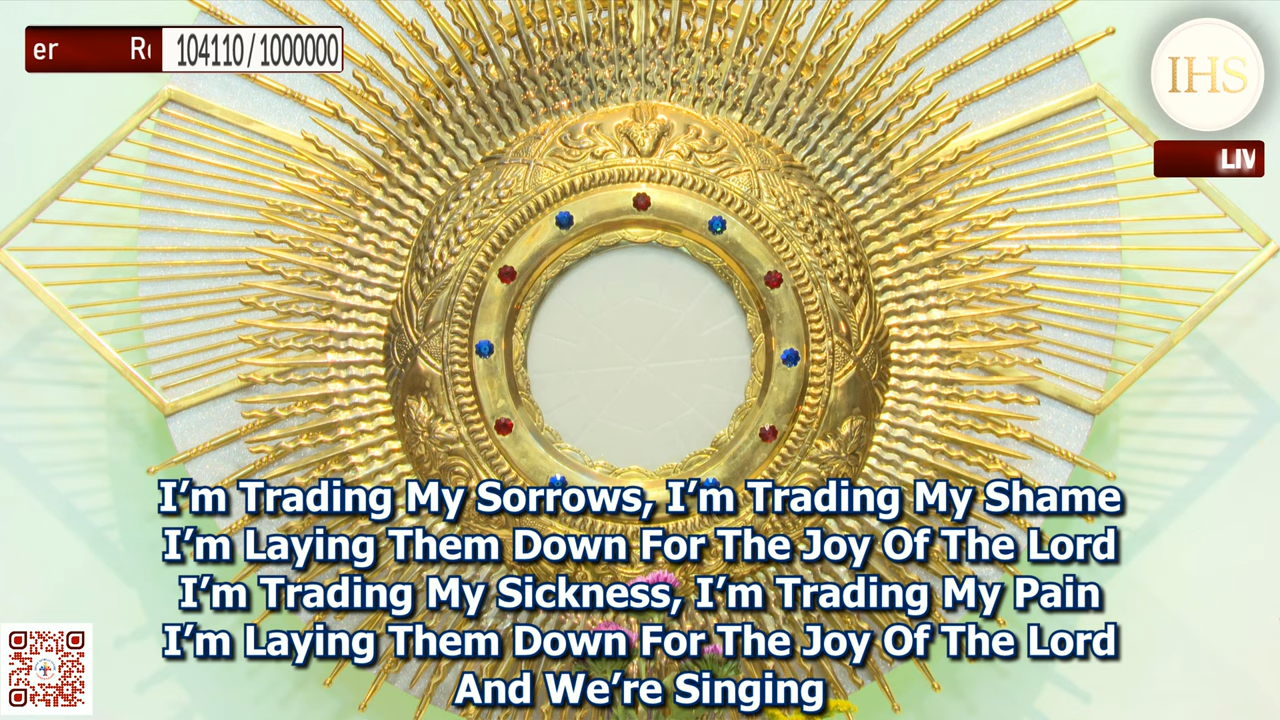 er
104110/1000000
IHS
I'm Trading My Sorrows, I'm Trading My Shame
I'm Laying Them Down For The Joy Of The Lord
I'm Trading My Sickness, I'm Trading My Pain
I'm Laying Them Down For The Joy Of The Lord
And We're Singing